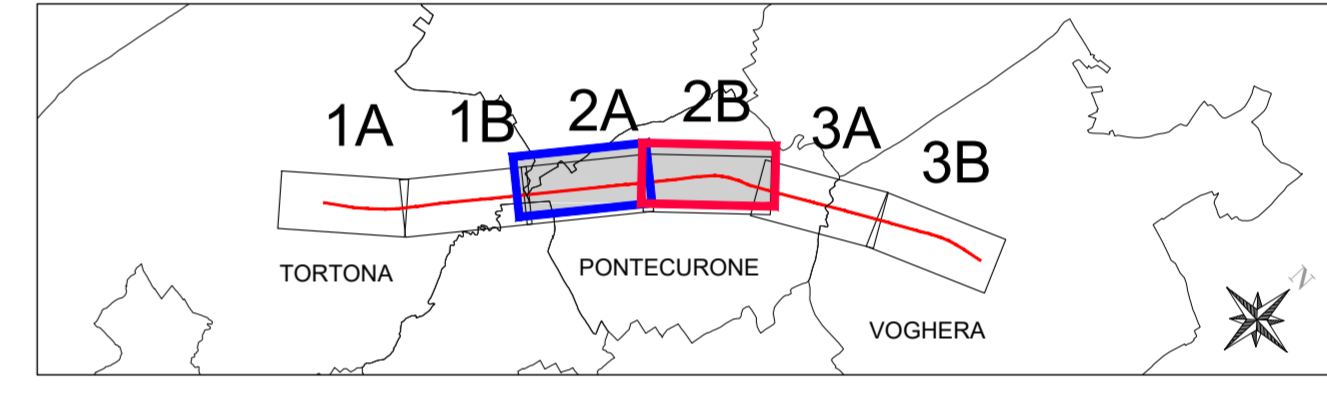 1A
1B
2A
2B
3A
3B
TORTONA
PONTECURONE
VOGHERA
N